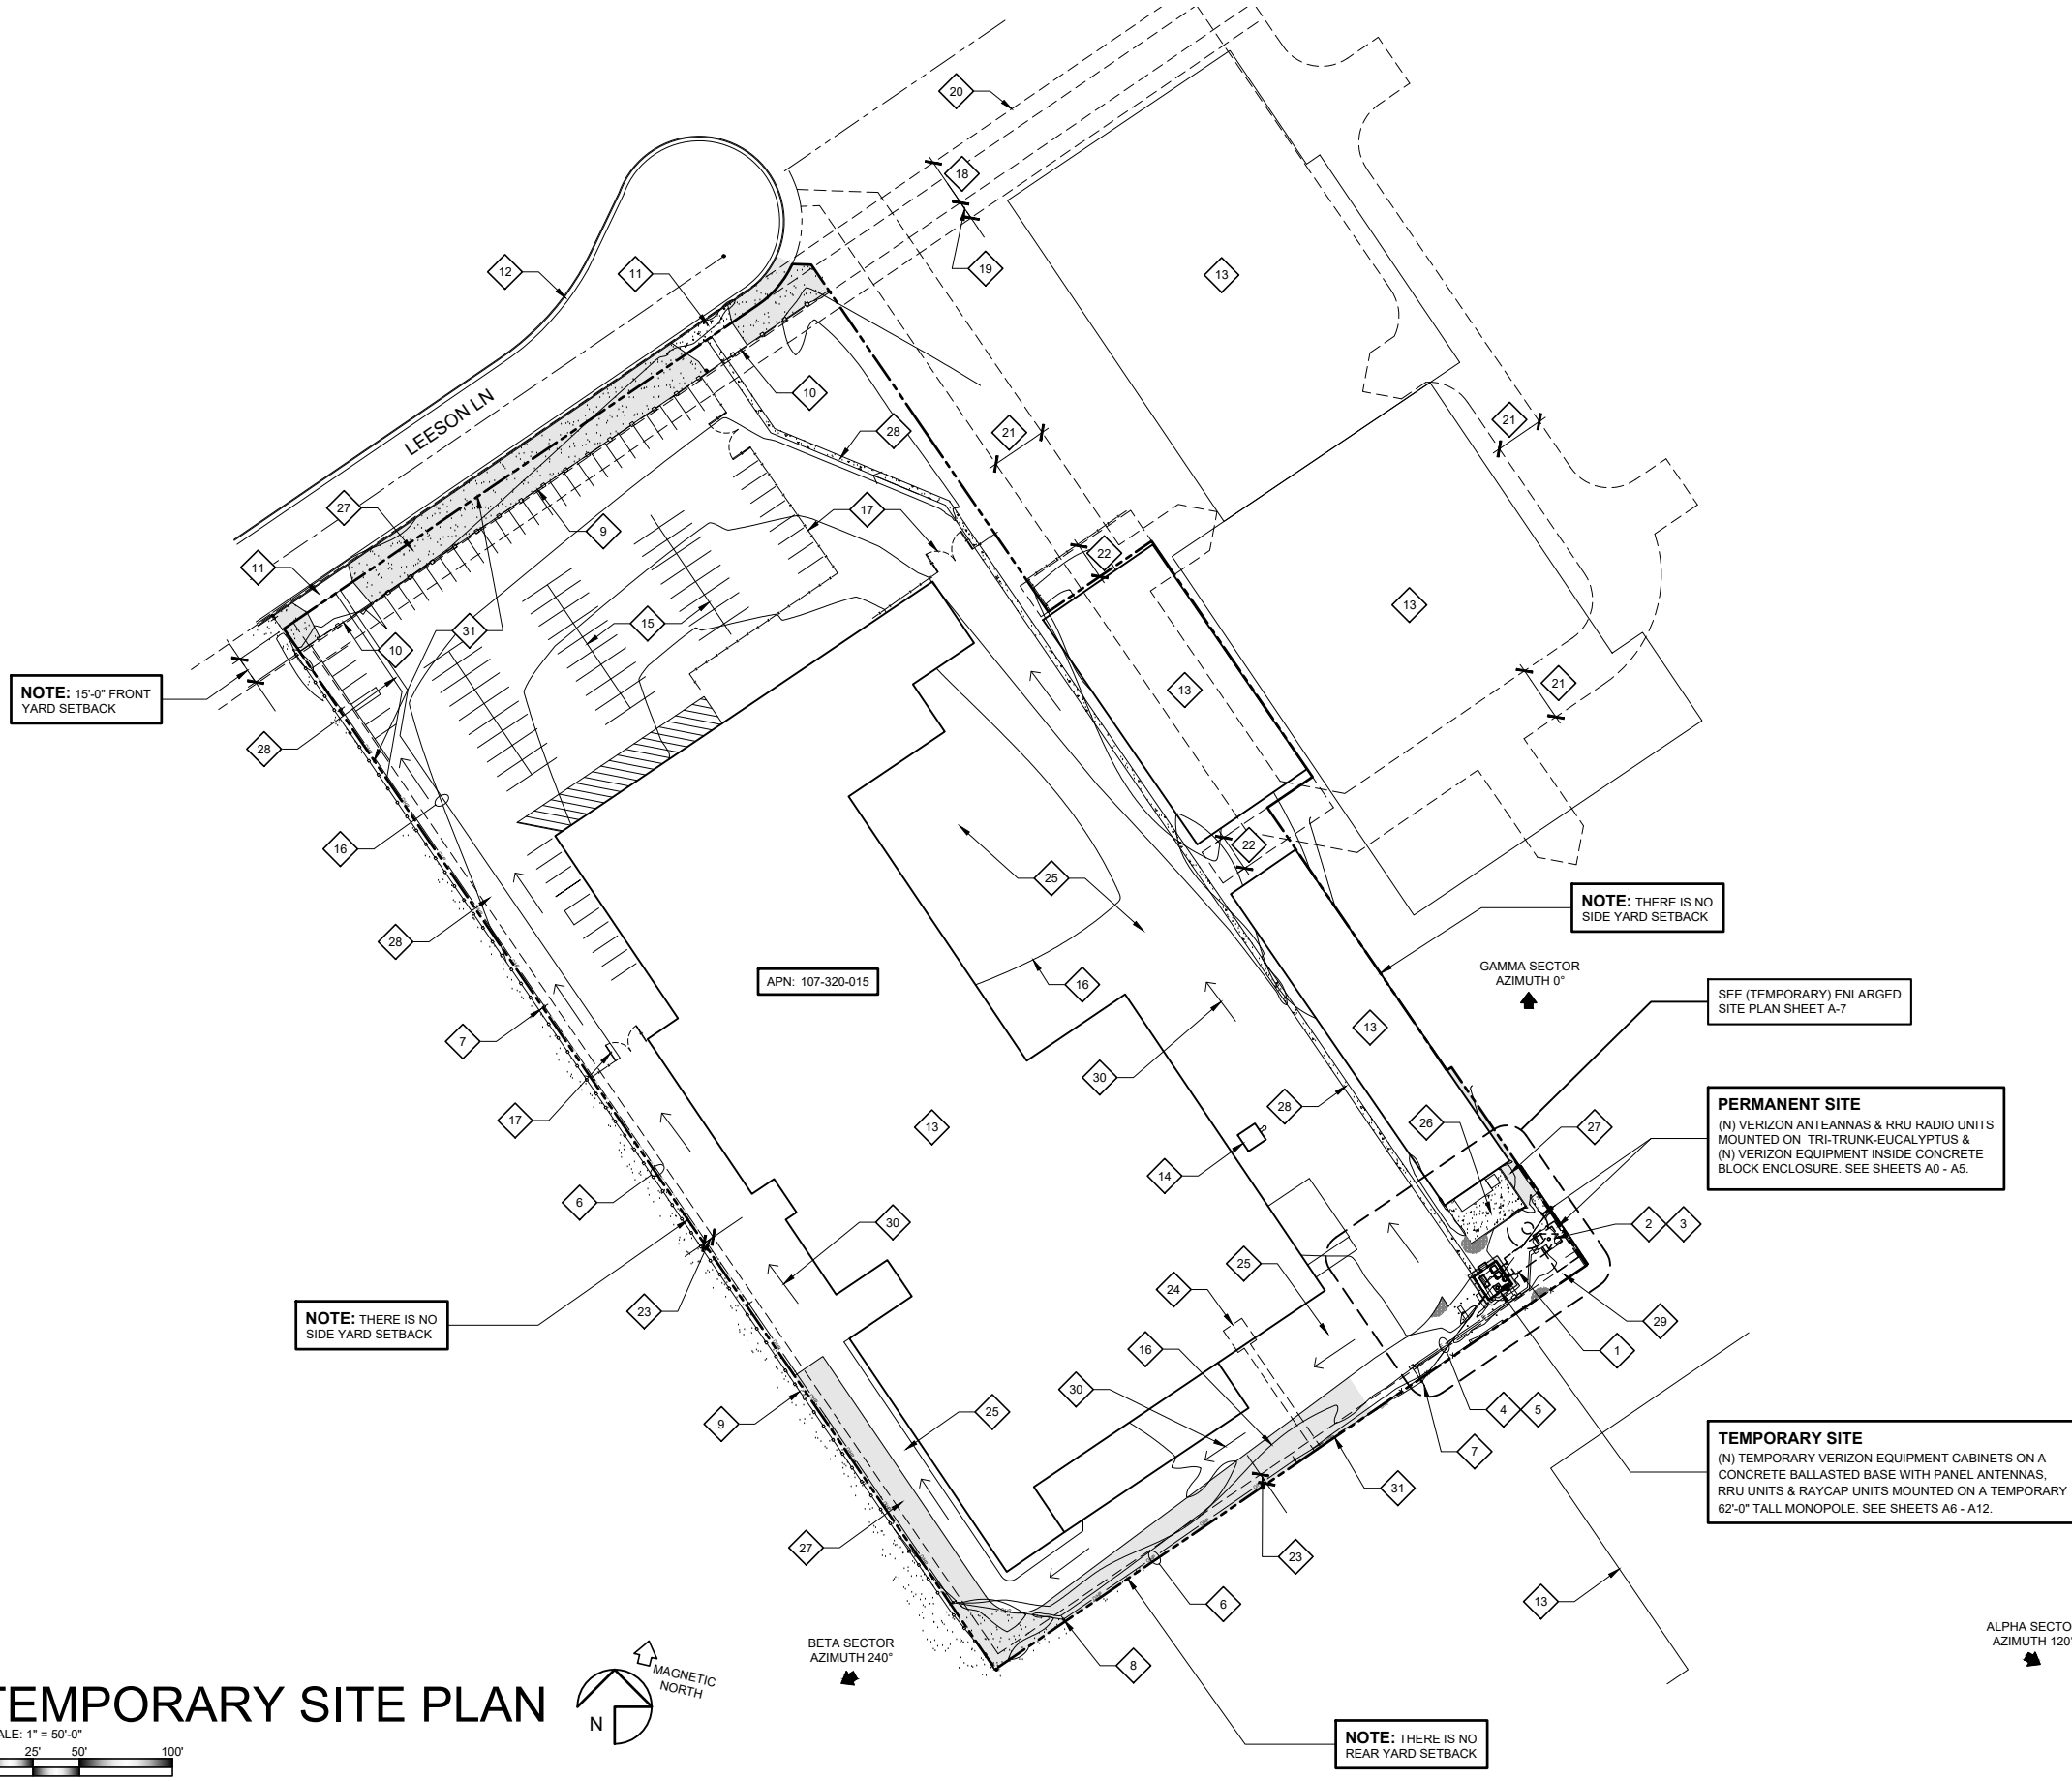 20
18
19
13
12
11
10
LEESON LN
28
21
21
27
9
17
11
22
13
31
15
10
NOTE: 15'-0" FRONT
YARD SETBACK
13
21
28
16
22
25
NOTE: THERE IS NO
SIDE YARD SETBACK
28
GAMMA SECTOR
AZIMUTH 0°
APN: 107-320-015
16
SEE (TEMPORARY) ENLARGED
SITE PLAN SHEET A-7
7
13
30
28
PERMANENT SITE
(N) VERIZON ANTEANNAS & RRU RADIO UNITS
MOUNTED ON TRI-TRUNK-EUCALYPTUS &
(N) VERIZON EQUIPMENT INSIDE CONCRETE
BLOCK ENCLOSURE. SEE SHEETS A0 - A5.
17
13
26
27
14
6
30
2
3
25
24
NOTE: THERE IS NO
SIDE YARD SETBACK
23
29
16
1
30
25
9
4
5
7
TEMPORARY SITE
(N) TEMPORARY VERIZON EQUIPMENT CABINETS ON A
CONCRETE BALLASTED BASE WITH PANEL ANTENNAS,
RRU UNITS & RAYCAP UNITS MOUNTED ON A TEMPORARY
62'-0" TALL MONOPOLE. SEE SHEETS A6 - A12.
31
27
23
6
13
8
BETA SECTOR
AZIMUTH 240°
ALPHA SECTO
AZIMUTH 120°
MAGNETIC
NORTH
N
TEMPORARY SITE PLAN
ALE: 1" = 50'-0"
25'
50'
100'
NOTE: THERE IS NO
REAR YARD SETBACK